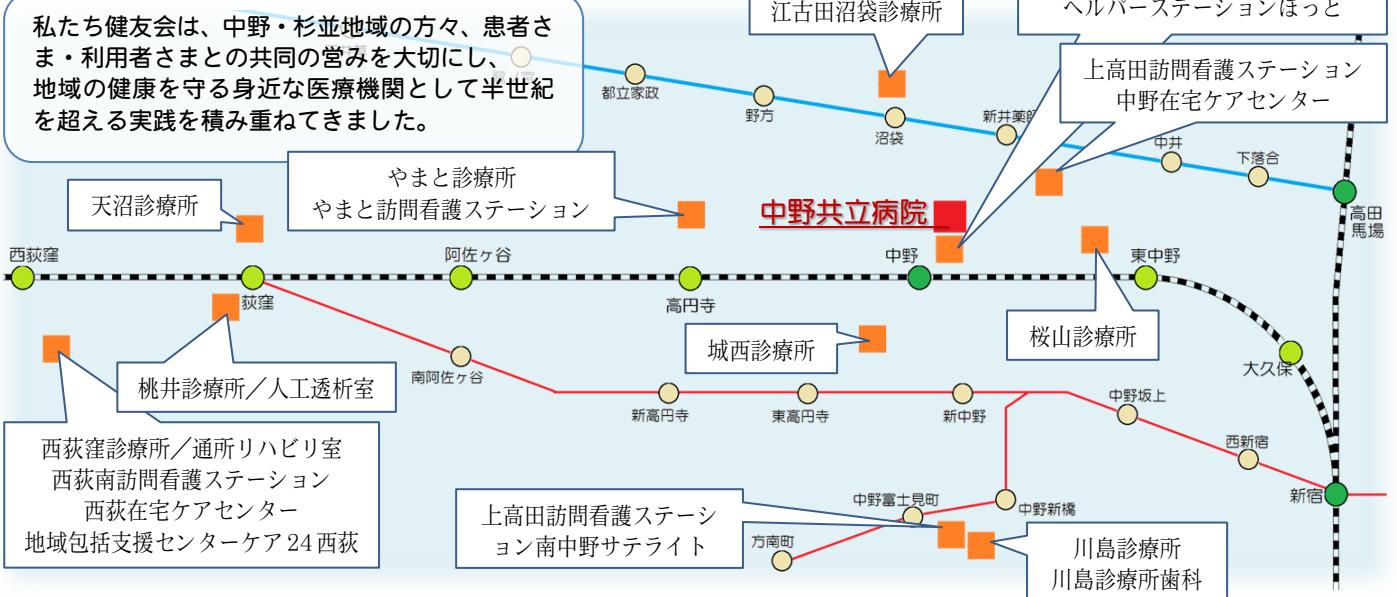 私たち健友会は、中野・杉並地域の方々、患者さ
ま・利用者さまとの共同の営みを大切にし、
地域の健康を守る身近な医療機関として半世紀
を超える実践を積み重ねてきました。
江古田沼袋診療所
ヘルパーステーションほっと
上高田訪問看護ステーション
中野在宅ケアセンター
都立家政
野方
沼袋
新井薬師
中井
下落合
高田
馬場
天沼診療所
やまと診療所
やまと訪問看護ステーション
中野共立病院
西荻窪
荻窪
阿佐ヶ谷
高円寺
中野
東中野
大久保
新宿
桜山診療所
城西診療所
桃井診療所／人工透析室
南阿佐ヶ谷
新高円寺
東高円寺
新中野
中野坂上
西新宿
西荻窪診療所／通所リハビリ室
西荻南訪問看護ステーション
西荻在宅ケアセンター
地域包括支援センターケア24西荻
上高田訪問看護ステーシ
ョン南中野サテライト
中野富士見町
中野新橋
方南町
川島診療所
川島診療所歯科